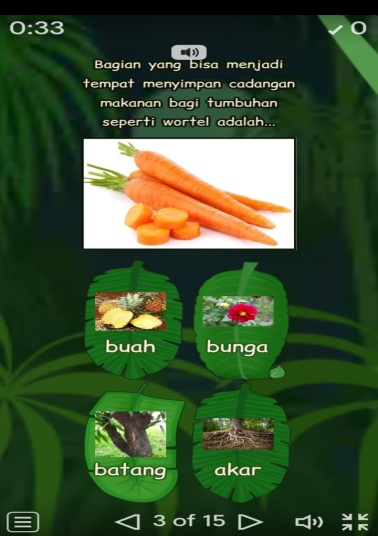 0:33
✓ 0
Bagian yang bisa menjadi
tempat menyimpan cadangan
makanan bagi tumbuhan
seperti wortel adalah...
buah
bunga
batang
akar
3 of 15